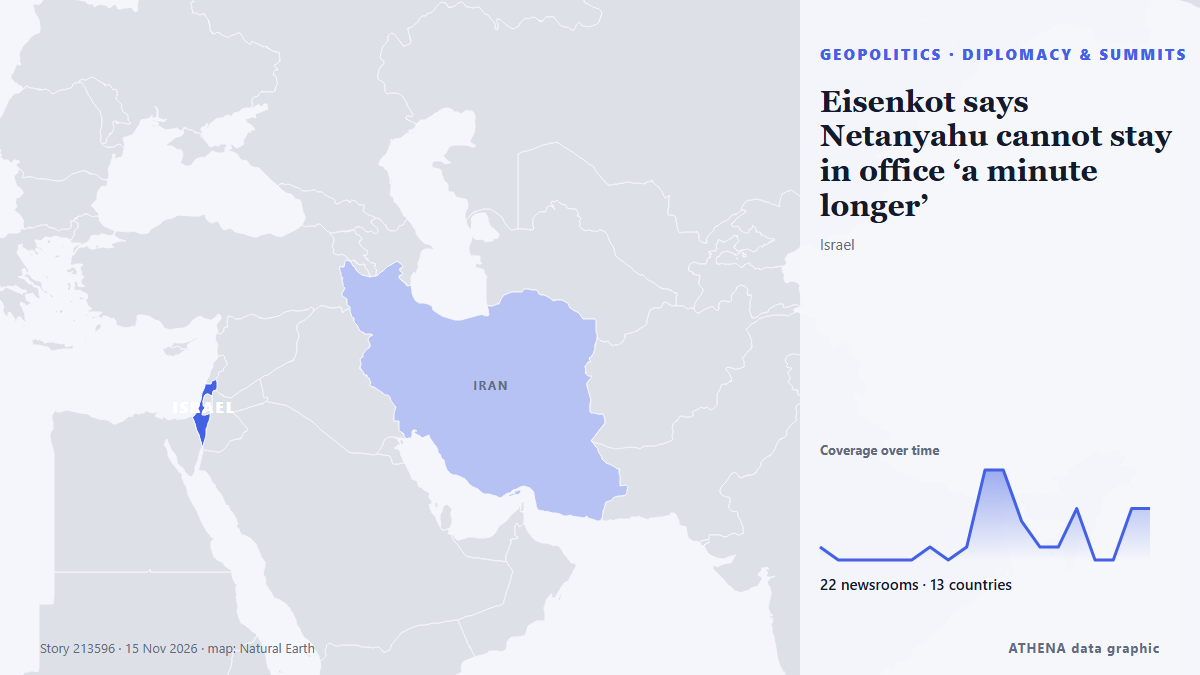 GEOPOLITICS · DIPLOMACY & SUMMITS
Eisenkot says
Netanyahu cannot stay
in office ‘a minute
longer’
Israel
IRAN
ISRAEL
Coverage over time
22 newsrooms · 13 countries
Story 213596 · 15 Nov 2026 · map: Natural Earth
ATHENA data graphic